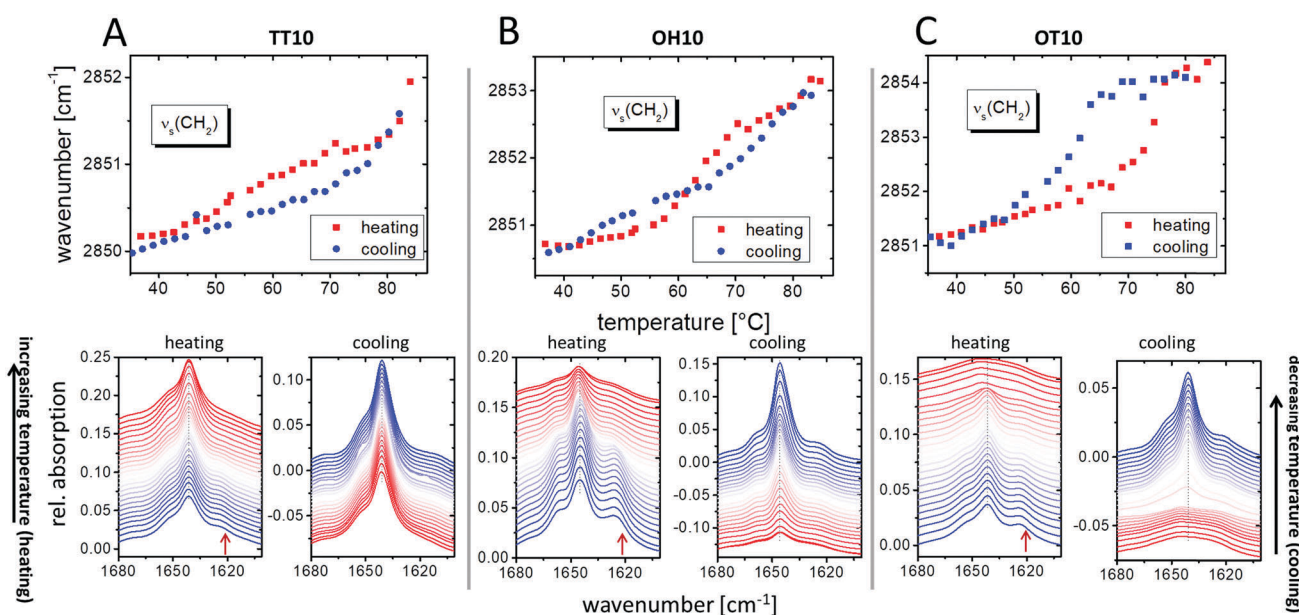 A
TT10
wavenumber [cm-1]
2852
2851
2850
νs(CH2)
heating
cooling
40
50
60
70
80
B
OH10
2853
2852
2851
νs(CH2)
heating
cooling
40
50
60
70
80
temperature [°C]
C
OT10
2854
2853
2852
2851
νs(CH2)
heating
cooling
40
50
60
70
80
increasing temperature (heating)
rel. absorption
heating
0.25
0.20
0.15
0.10
0.05
0.00
1680
1650
1620
cooling
0.10
0.05
0.00
-0.05
1680
1650
1620
heating
0.20
0.15
0.10
0.05
0.00
1680
1650
1620
cooling
0.15
0.10
0.05
0.00
-0.05
-0.10
1680
1650
1620
heating
0.15
0.10
0.05
0.00
1680
1650
1620
cooling
0.05
0.00
-0.05
1680
1650
1620
decreasing temperature (cooling)
wavenumber [cm-1]